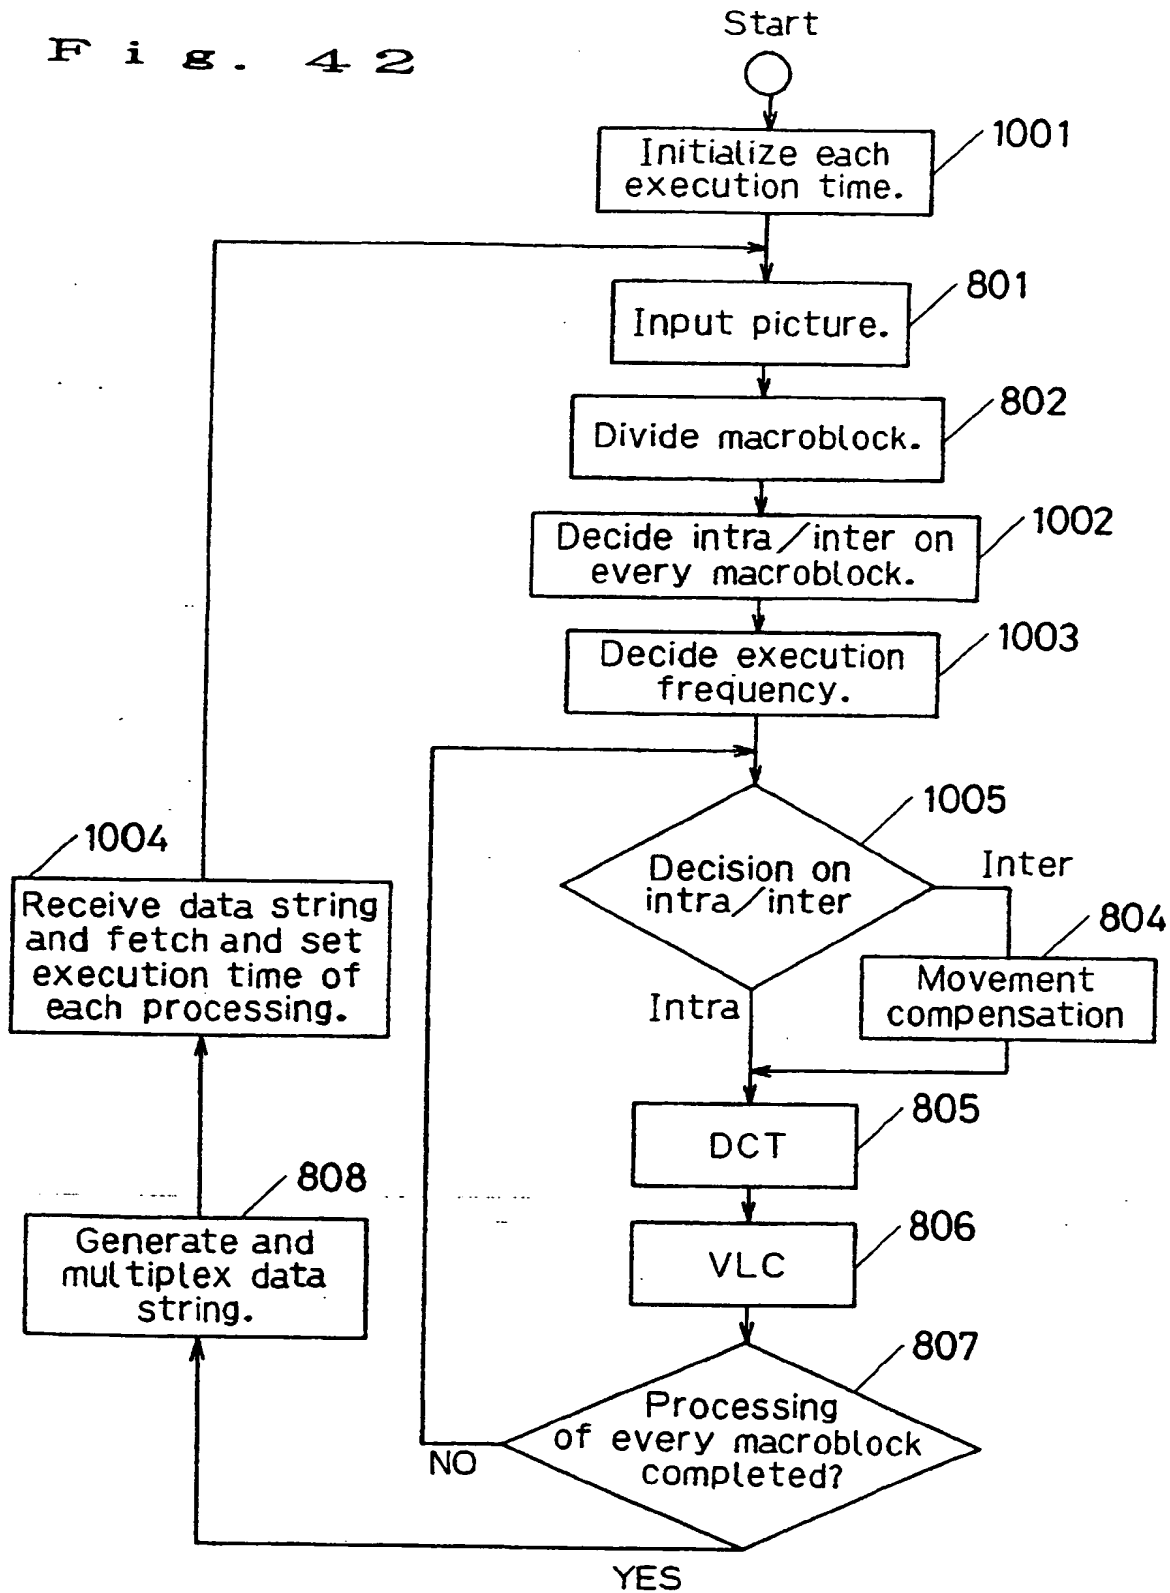 Fig. 42
Start
1001
Initialize each
execution time.
801
Input picture.
802
Divide macroblock.
1002
Decide intra/inter on
every macroblock.
1003
Decide execution
frequency.
1005
Decision on
intra/inter
Inter
804
Movement
compensation
Intra
805
DCT
806
VLC
807
Processing
of every macroblock
completed?
NO
YES
808
Generate and
multiplex data
string.
1004
Receive data string
and fetch and set
execution time of
each processing.